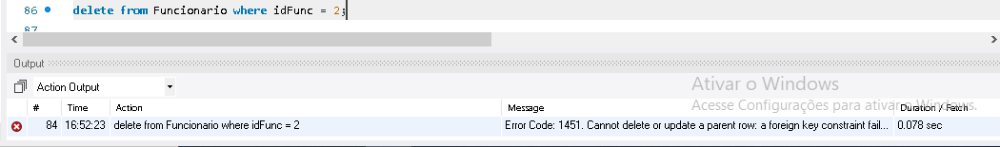 86 delete from Funcionario where idFunc = 2;
87
Output
Action Output
# Time Action Message Duration / Fetch
84 16:52:23 delete from Funcionario where idFunc = 2 Error Code: 1451. Cannot delete or update a parent row: a foreign key constraint fail... 0.078 sec
Ativar o Windows
Acesse Configurações para ativar o Windows.